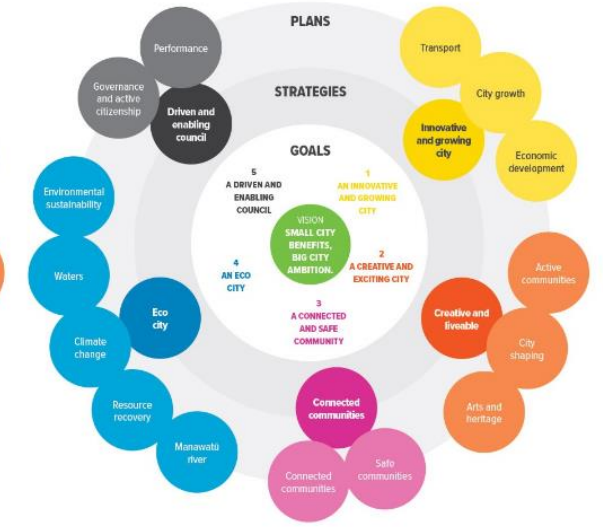 PLANS
STRATEGIES
GOALS
VISION
SMALL CITY
BENEFITS,
BIG CITY
AMBITION.
1
AN INNOVATIVE
AND GROWING
CITY
2
A CREATIVE AND
EXCITING CITY
3
A CONNECTED
AND SAFE
COMMUNITY
4
AN ECO
CITY
5
A DRIVEN AND
ENABLING
COUNCIL
Innovative
and growing
city
Transport
City growth
Economic
development
Creative and
liveable
Active
communities
City
shaping
Arts and
heritage
Connected
communities
Safe
communities
Connected
communities
Eco
city
Manawatū
river
Resource
recovery
Climate
change
Waters
Environmental
sustainability
Driven and
enabling
council
Governance
and active
citizenship
Performance